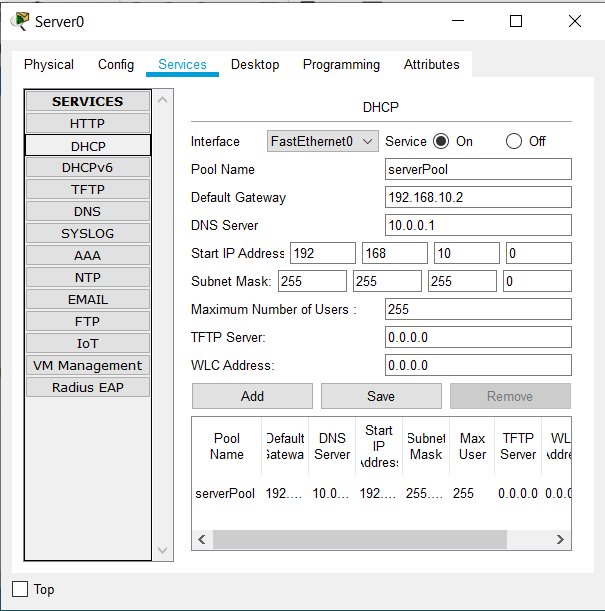 Server0
Physical Config Services Desktop Programming Attributes
SERVICES
HTTP
DHCP
DHCPv6
TFTP
DNS
SYSLOG
AAA
NTP
EMAIL
FTP
IoT
VM Management
Radius EAP
DHCP
Interface FastEthernet0 Service On Off
Pool Name serverPool
Default Gateway 192.168.10.2
DNS Server 10.0.0.1
Start IP Address 192 168 10 0
Subnet Mask: 255 255 255 0
Maximum Number of Users : 255
TFTP Server: 0.0.0.0
WLC Address: 0.0.0.0
Add Save Remove
Pool Name
Default Gatewa
DNS Server
Start IP Addres
Subnet Mask
Max User
TFTP Server
WL Addre
serverPool 192.... 10.0... 192.... 255.... 255 0.0.0.0 0.0.0
Top